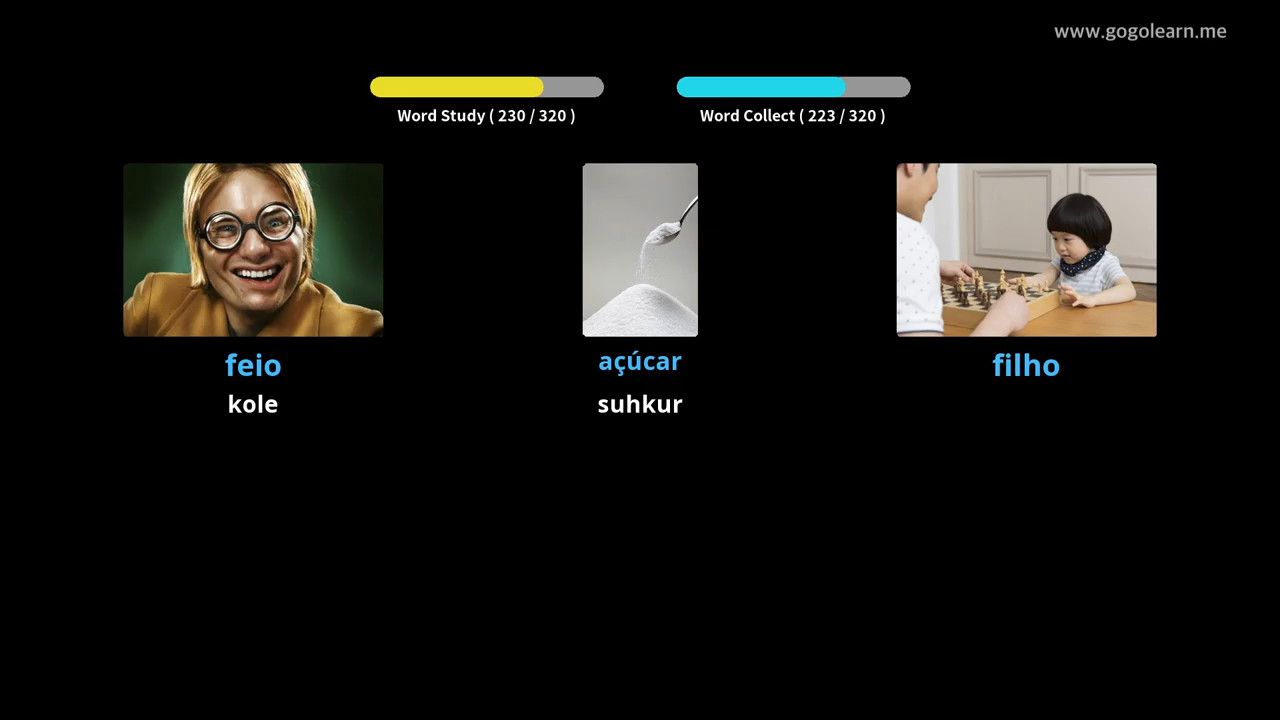 www.gogolearn.me
Word Study ( 230 / 320 )
Word Collect ( 223 / 320 )
feio
açúcar
filho
kole
suhkur